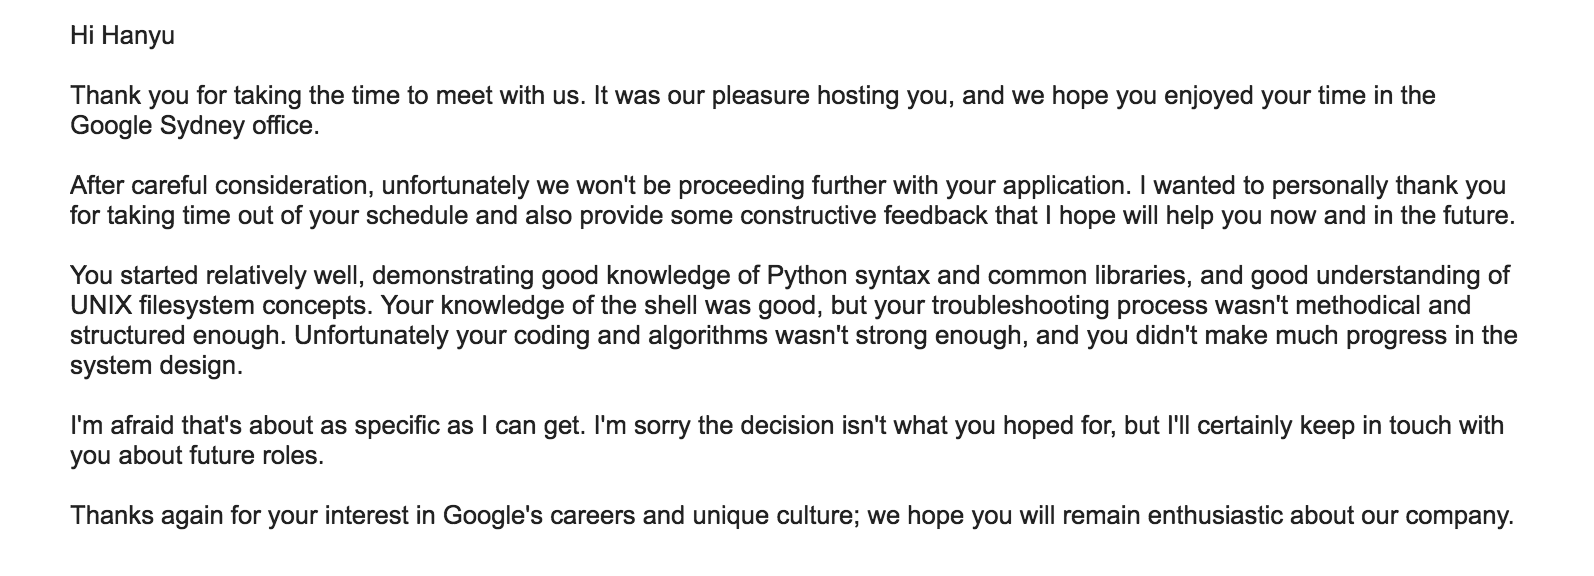 Hi Hanyu
Thank you for taking the time to meet with us. It was our pleasure hosting you, and we hope you enjoyed your time in the
Google Sydney office.
After careful consideration, unfortunately we won't be proceeding further with your application. I wanted to personally thank you
for taking time out of your schedule and also provide some constructive feedback that I hope will help you now and in the future.
You started relatively well, demonstrating good knowledge of Python syntax and common libraries, and good understanding of
UNIX filesystem concepts. Your knowledge of the shell was good, but your troubleshooting process wasn't methodical and
structured enough. Unfortunately your coding and algorithms wasn't strong enough, and you didn't make much progress in the
system design.
I'm afraid that's about as specific as I can get. I'm sorry the decision isn't what you hoped for, but I'll certainly keep in touch with
you about future roles.
Thanks again for your interest in Google's careers and unique culture; we hope you will remain enthusiastic about our company.